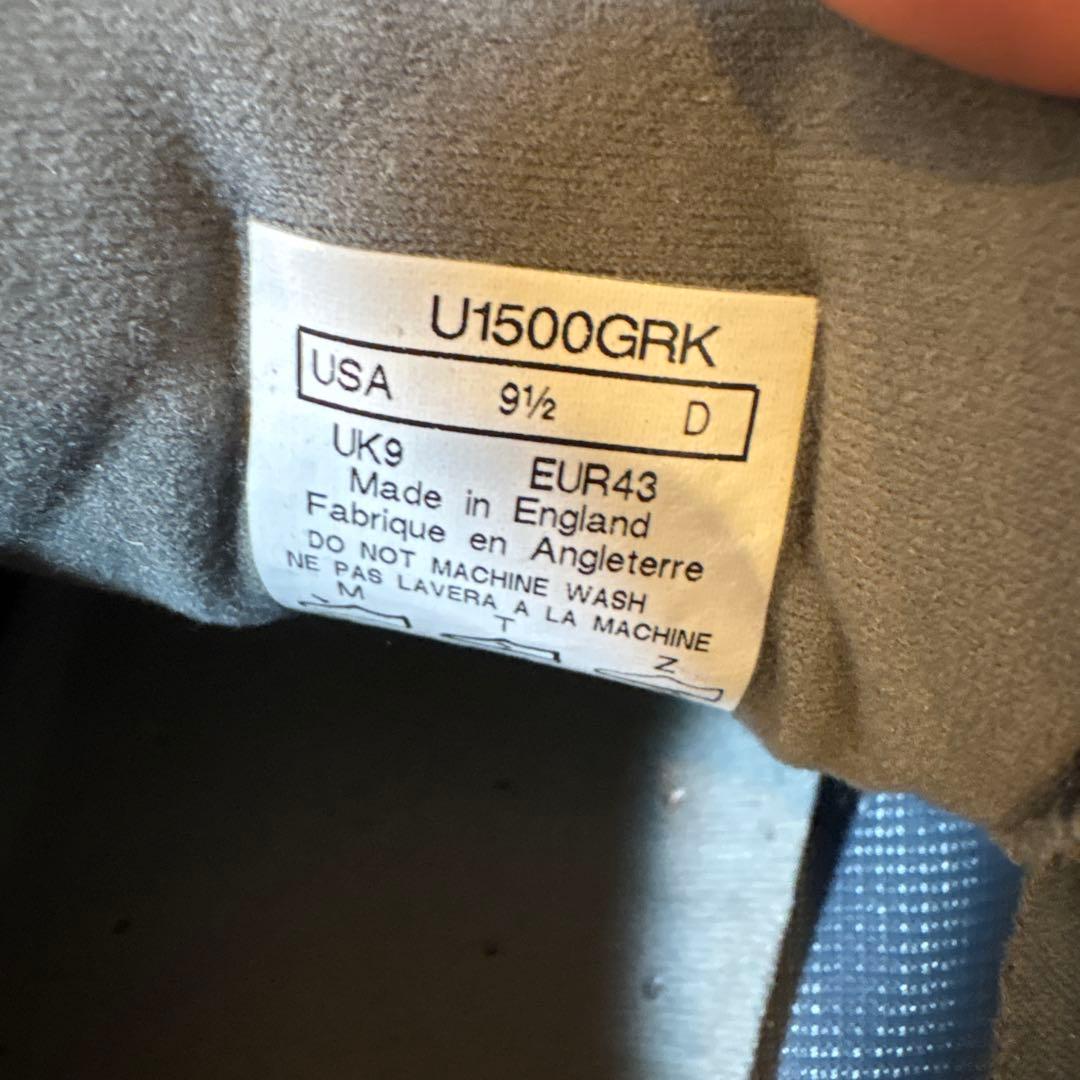 U1500GRK
USA 9½ D
UK9 EUR43
Made in England
Fabrique en Angleterre
DO NOT MACHINE WASH
NE PAS LAVERA A LA MACHINE
M T Z